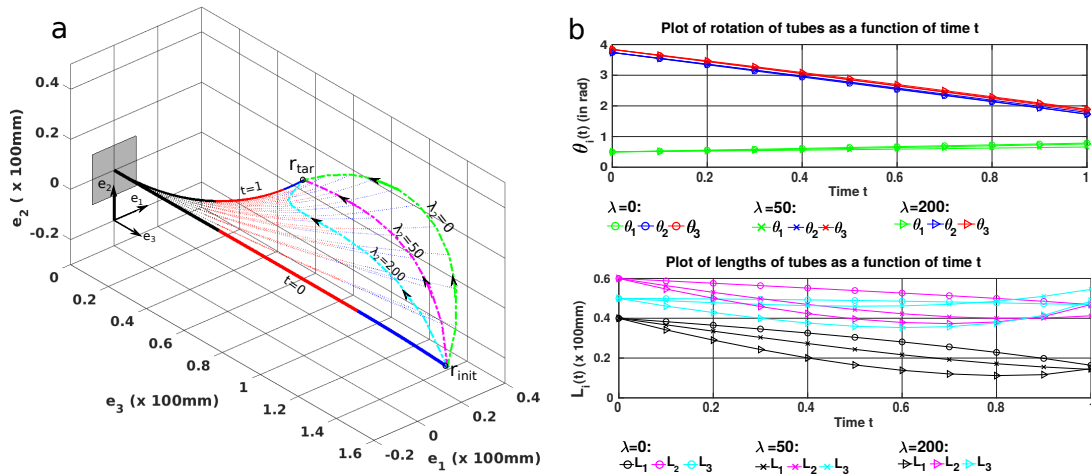 a
0.4
0.2
0
-0.2
e2 ( x 100mm)
0
0.2
0.4
0.6
0.8
1
1.2
1.4
1.6
e3 (x 100mm)
-0.2
0
0.2
0.4
e1 (x 100mm)
e2
e1
e3
t=1
t=0
rtar
rinit
λ2=0
λ2=50
λ2=200
b
Plot of rotation of tubes as a function of time t
θi(t) (in rad)
4
3
2
1
0
0
0.2
0.4
0.6
0.8
1
Time t
λ=0: λ=50: λ=200:
θ1 θ2 θ3 θ1 θ2 θ3 θ1 θ2 θ3
Plot of lengths of tubes as a function of time t
Li(t) (x 100mm)
0.6
0.4
0.2
0
0
0.2
0.4
0.6
0.8
1
Time t
λ=0: λ=50: λ=200:
L1 L2 L3 L1 L2 L3 L1 L2 L3